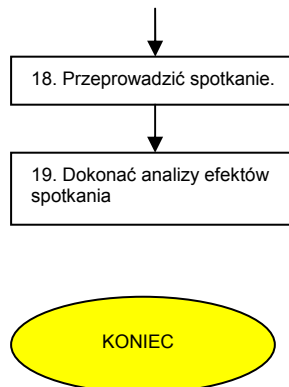 18. Przeprowadzić spotkanie.
19. Dokonać analizy efektów
spotkania
KONIEC